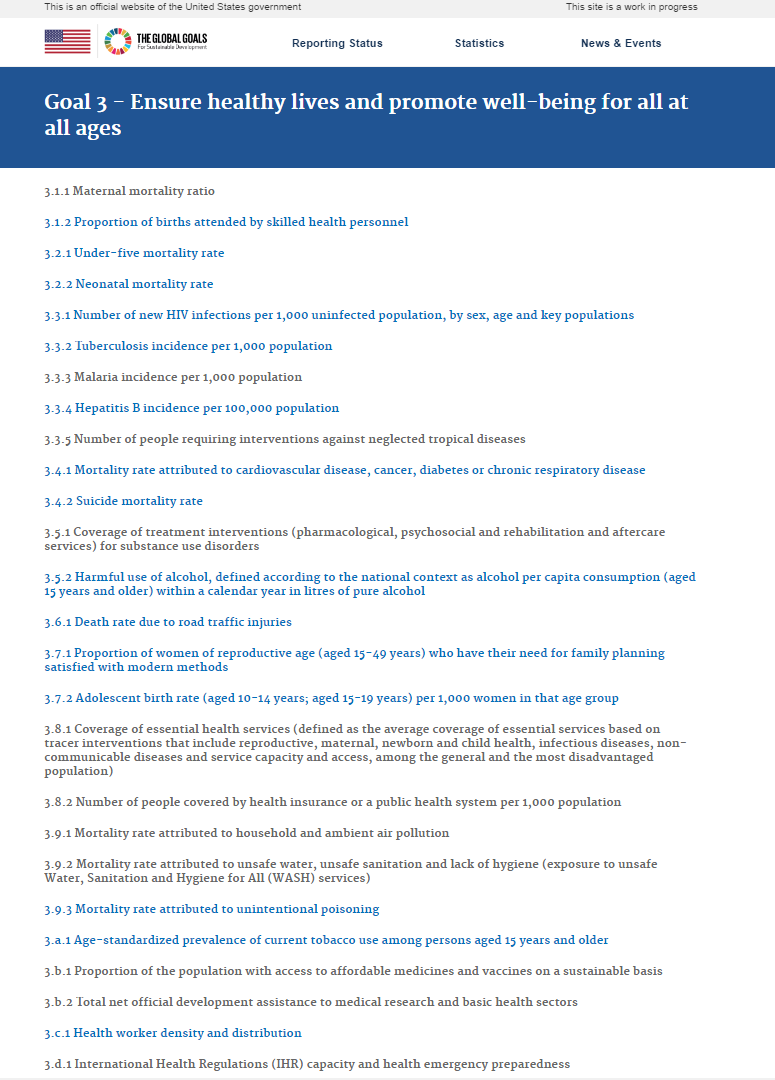 This is an official website of the United States government
This site is a work in progress
THE GLOBAL GOALS
For Sustainable Development
Reporting Status
Statistics
News & Events
Goal 3 - Ensure healthy lives and promote well-being for all at
all ages
3.1.1 Maternal mortality ratio
3.1.2 Proportion of births attended by skilled health personnel
3.2.1 Under-five mortality rate
3.2.2 Neonatal mortality rate
3.3.1 Number of new HIV infections per 1,000 uninfected population, by sex, age and key populations
3.3.2 Tuberculosis incidence per 1,000 population
3.3.3 Malaria incidence per 1,000 population
3.3.4 Hepatitis B incidence per 100,000 population
3.3.5 Number of people requiring interventions against neglected tropical diseases
3.4.1 Mortality rate attributed to cardiovascular disease, cancer, diabetes or chronic respiratory disease
3.4.2 Suicide mortality rate
3.5.1 Coverage of treatment interventions (pharmacological, psychosocial and rehabilitation and aftercare
services) for substance use disorders
3.5.2 Harmful use of alcohol, defined according to the national context as alcohol per capita consumption (aged
15 years and older) within a calendar year in litres of pure alcohol
3.6.1 Death rate due to road traffic injuries
3.7.1 Proportion of women of reproductive age (aged 15-49 years) who have their need for family planning
satisfied with modern methods
3.7.2 Adolescent birth rate (aged 10-14 years; aged 15-19 years) per 1,000 women in that age group
3.8.1 Coverage of essential health services (defined as the average coverage of essential services based on
tracer interventions that include reproductive, maternal, newborn and child health, infectious diseases, non-
communicable diseases and service capacity and access, among the general and the most disadvantaged
population)
3.8.2 Number of people covered by health insurance or a public health system per 1,000 population
3.9.1 Mortality rate attributed to household and ambient air pollution
3.9.2 Mortality rate attributed to unsafe water, unsafe sanitation and lack of hygiene (exposure to unsafe
Water, Sanitation and Hygiene for All (WASH) services)
3.9.3 Mortality rate attributed to unintentional poisoning
3.a.1 Age-standardized prevalence of current tobacco use among persons aged 15 years and older
3.b.1 Proportion of the population with access to affordable medicines and vaccines on a sustainable basis
3.b.2 Total net official development assistance to medical research and basic health sectors
3.c.1 Health worker density and distribution
3.d.1 International Health Regulations (IHR) capacity and health emergency preparedness